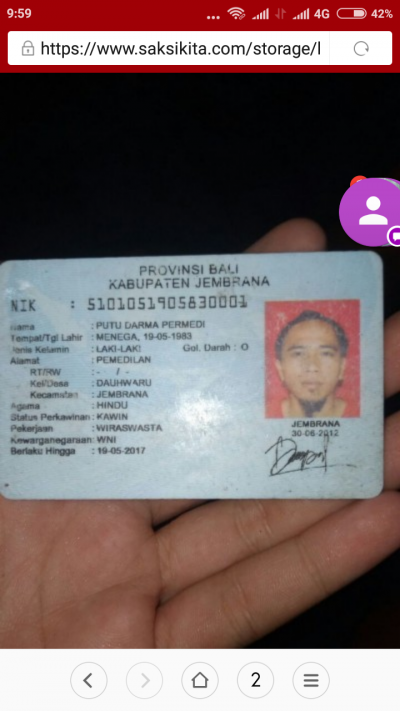 9:59
4G
42%
https://www.saksikita.com/storage/
PROVINSI BALI
KABUPATEN JEMBRANA
NIK : 5101051905830001
Nama : PUTU DARMA PERMEDI
Tempat/Tgl Lahir : MENEGA, 19-05-1983
Jenis Kelamin : LAKI-LAKI Gol. Darah : O
Alamat : PEMEDILAN
RT/RW : - / -
Kel/Desa : DAUHWARU
Kecamatan : JEMBRANA
Agama : HINDU
Status Perkawinan : KAWIN
Pekerjaan : WIRASWASTA
Kewarganegaraan : WNI
Berlaku Hingga : 19-05-2017
JEMBRANA
30-06-2012
2